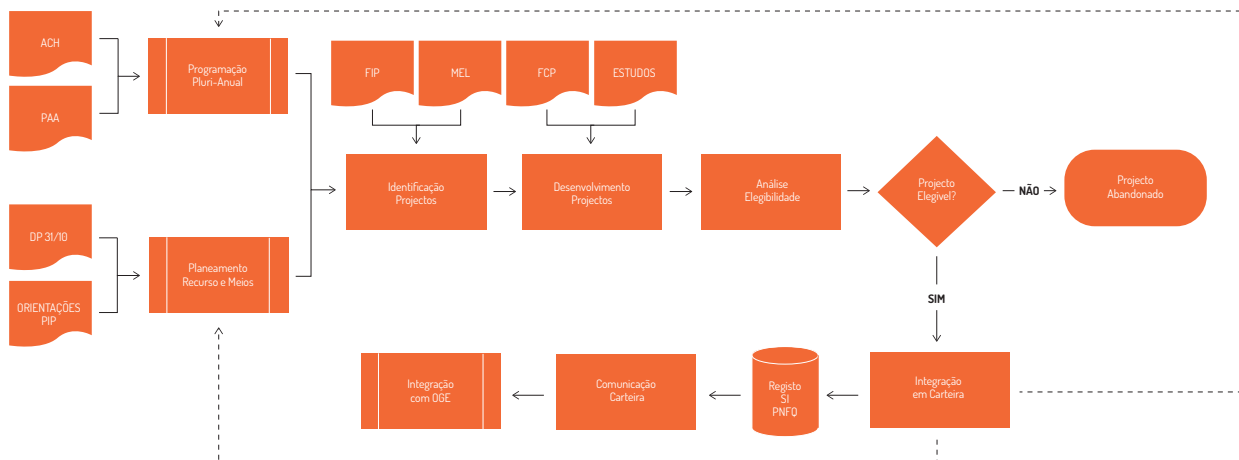 ACH
PAA
Programação
Pluri-Anual
DP 31/10
ORIENTAÇÕES
PIP
Planeamento
Recurso e Meios
FIP
MEL
FCP
ESTUDOS
Identificação
Projectos
Desenvolvimento
Projectos
Análise
Elegibilidade
Projecto
Elegível?
NÃO
Projecto
Abandonado
SIM
Integração
em Carteira
Registo
SI
PNFQ
Comunicação
Carteira
Integração
com OGE